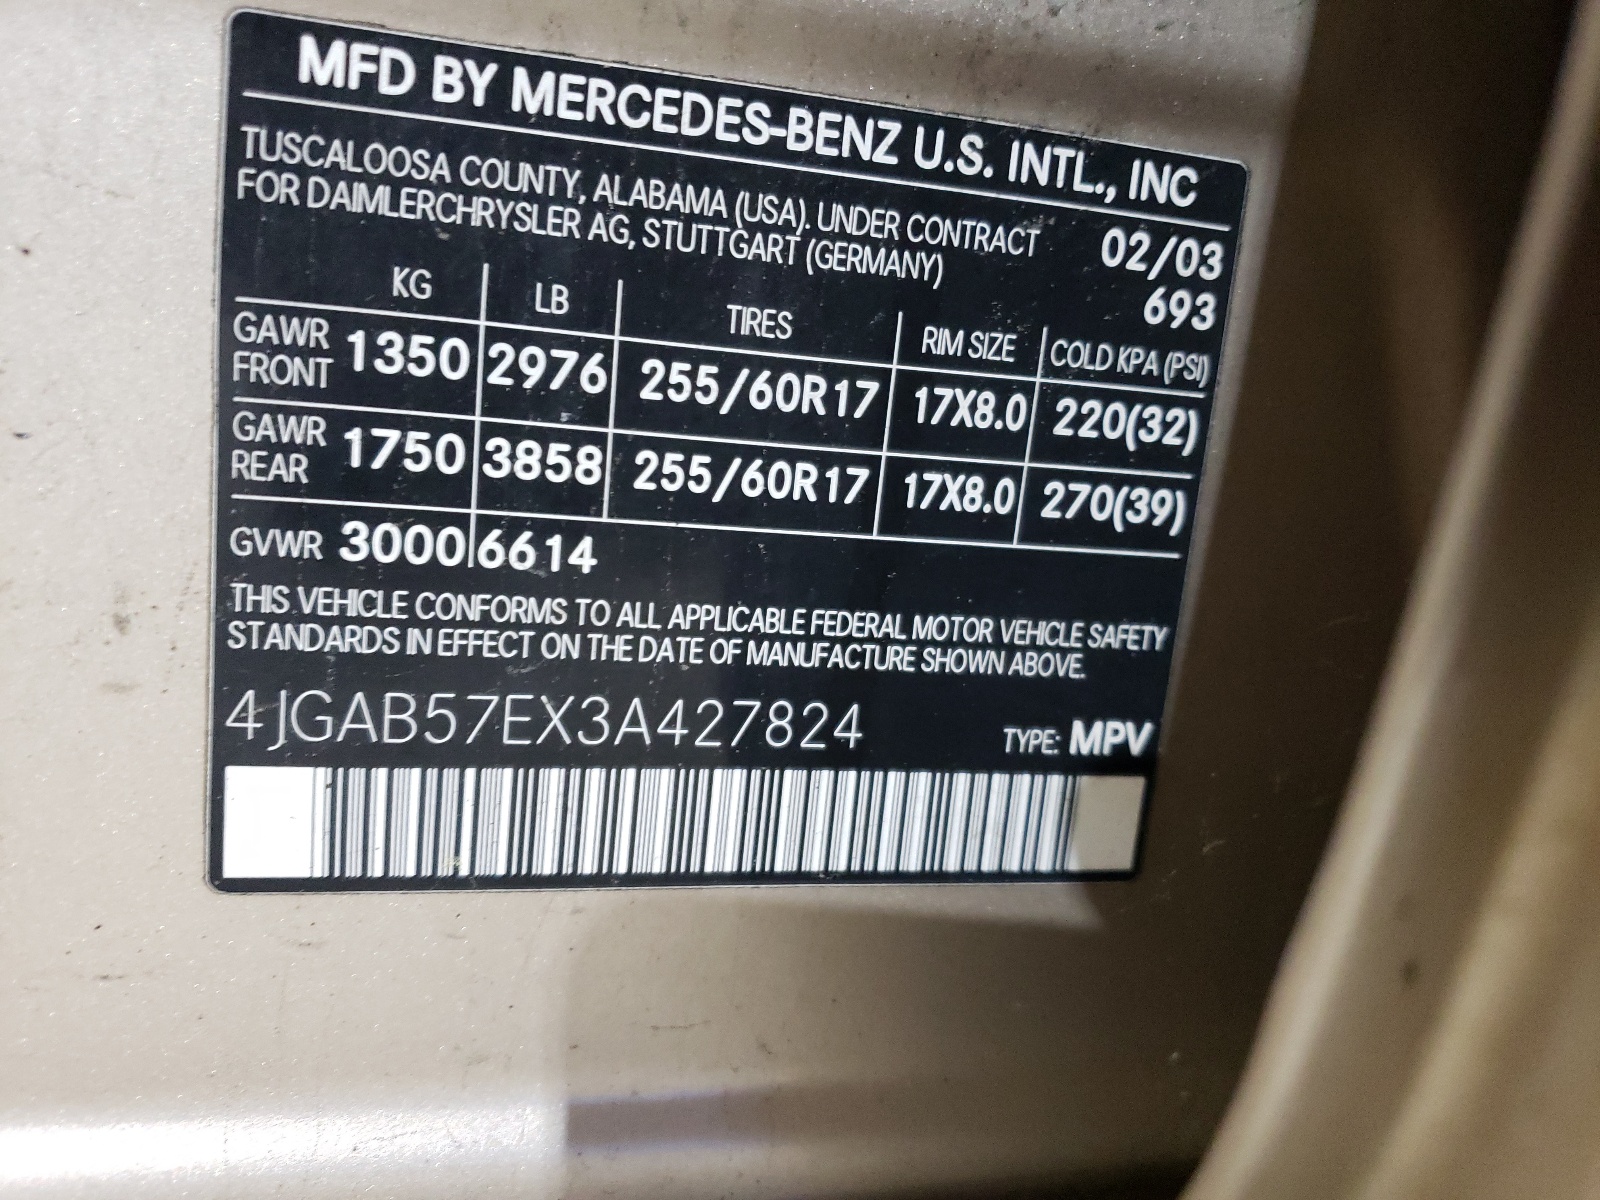 MFD BY MERCEDES-BENZ U.S. INTL., INC
TUSCALOOSA COUNTY, ALABAMA (USA). UNDER CONTRACT
FOR DAIMLERCHRYSLER AG, STUTTGART (GERMANY)
02/03
693
KG LB TIRES RIM SIZE COLD KPA (PSI)
GAWR FRONT 1350 2976 255/60R17 17X8.0 220(32)
GAWR REAR 1750 3858 255/60R17 17X8.0 270(39)
GVWR 3000 6614
THIS VEHICLE CONFORMS TO ALL APPLICABLE FEDERAL MOTOR VEHICLE SAFETY
STANDARDS IN EFFECT ON THE DATE OF MANUFACTURE SHOWN ABOVE.
4JGAB57EX3A427824 TYPE: MPV